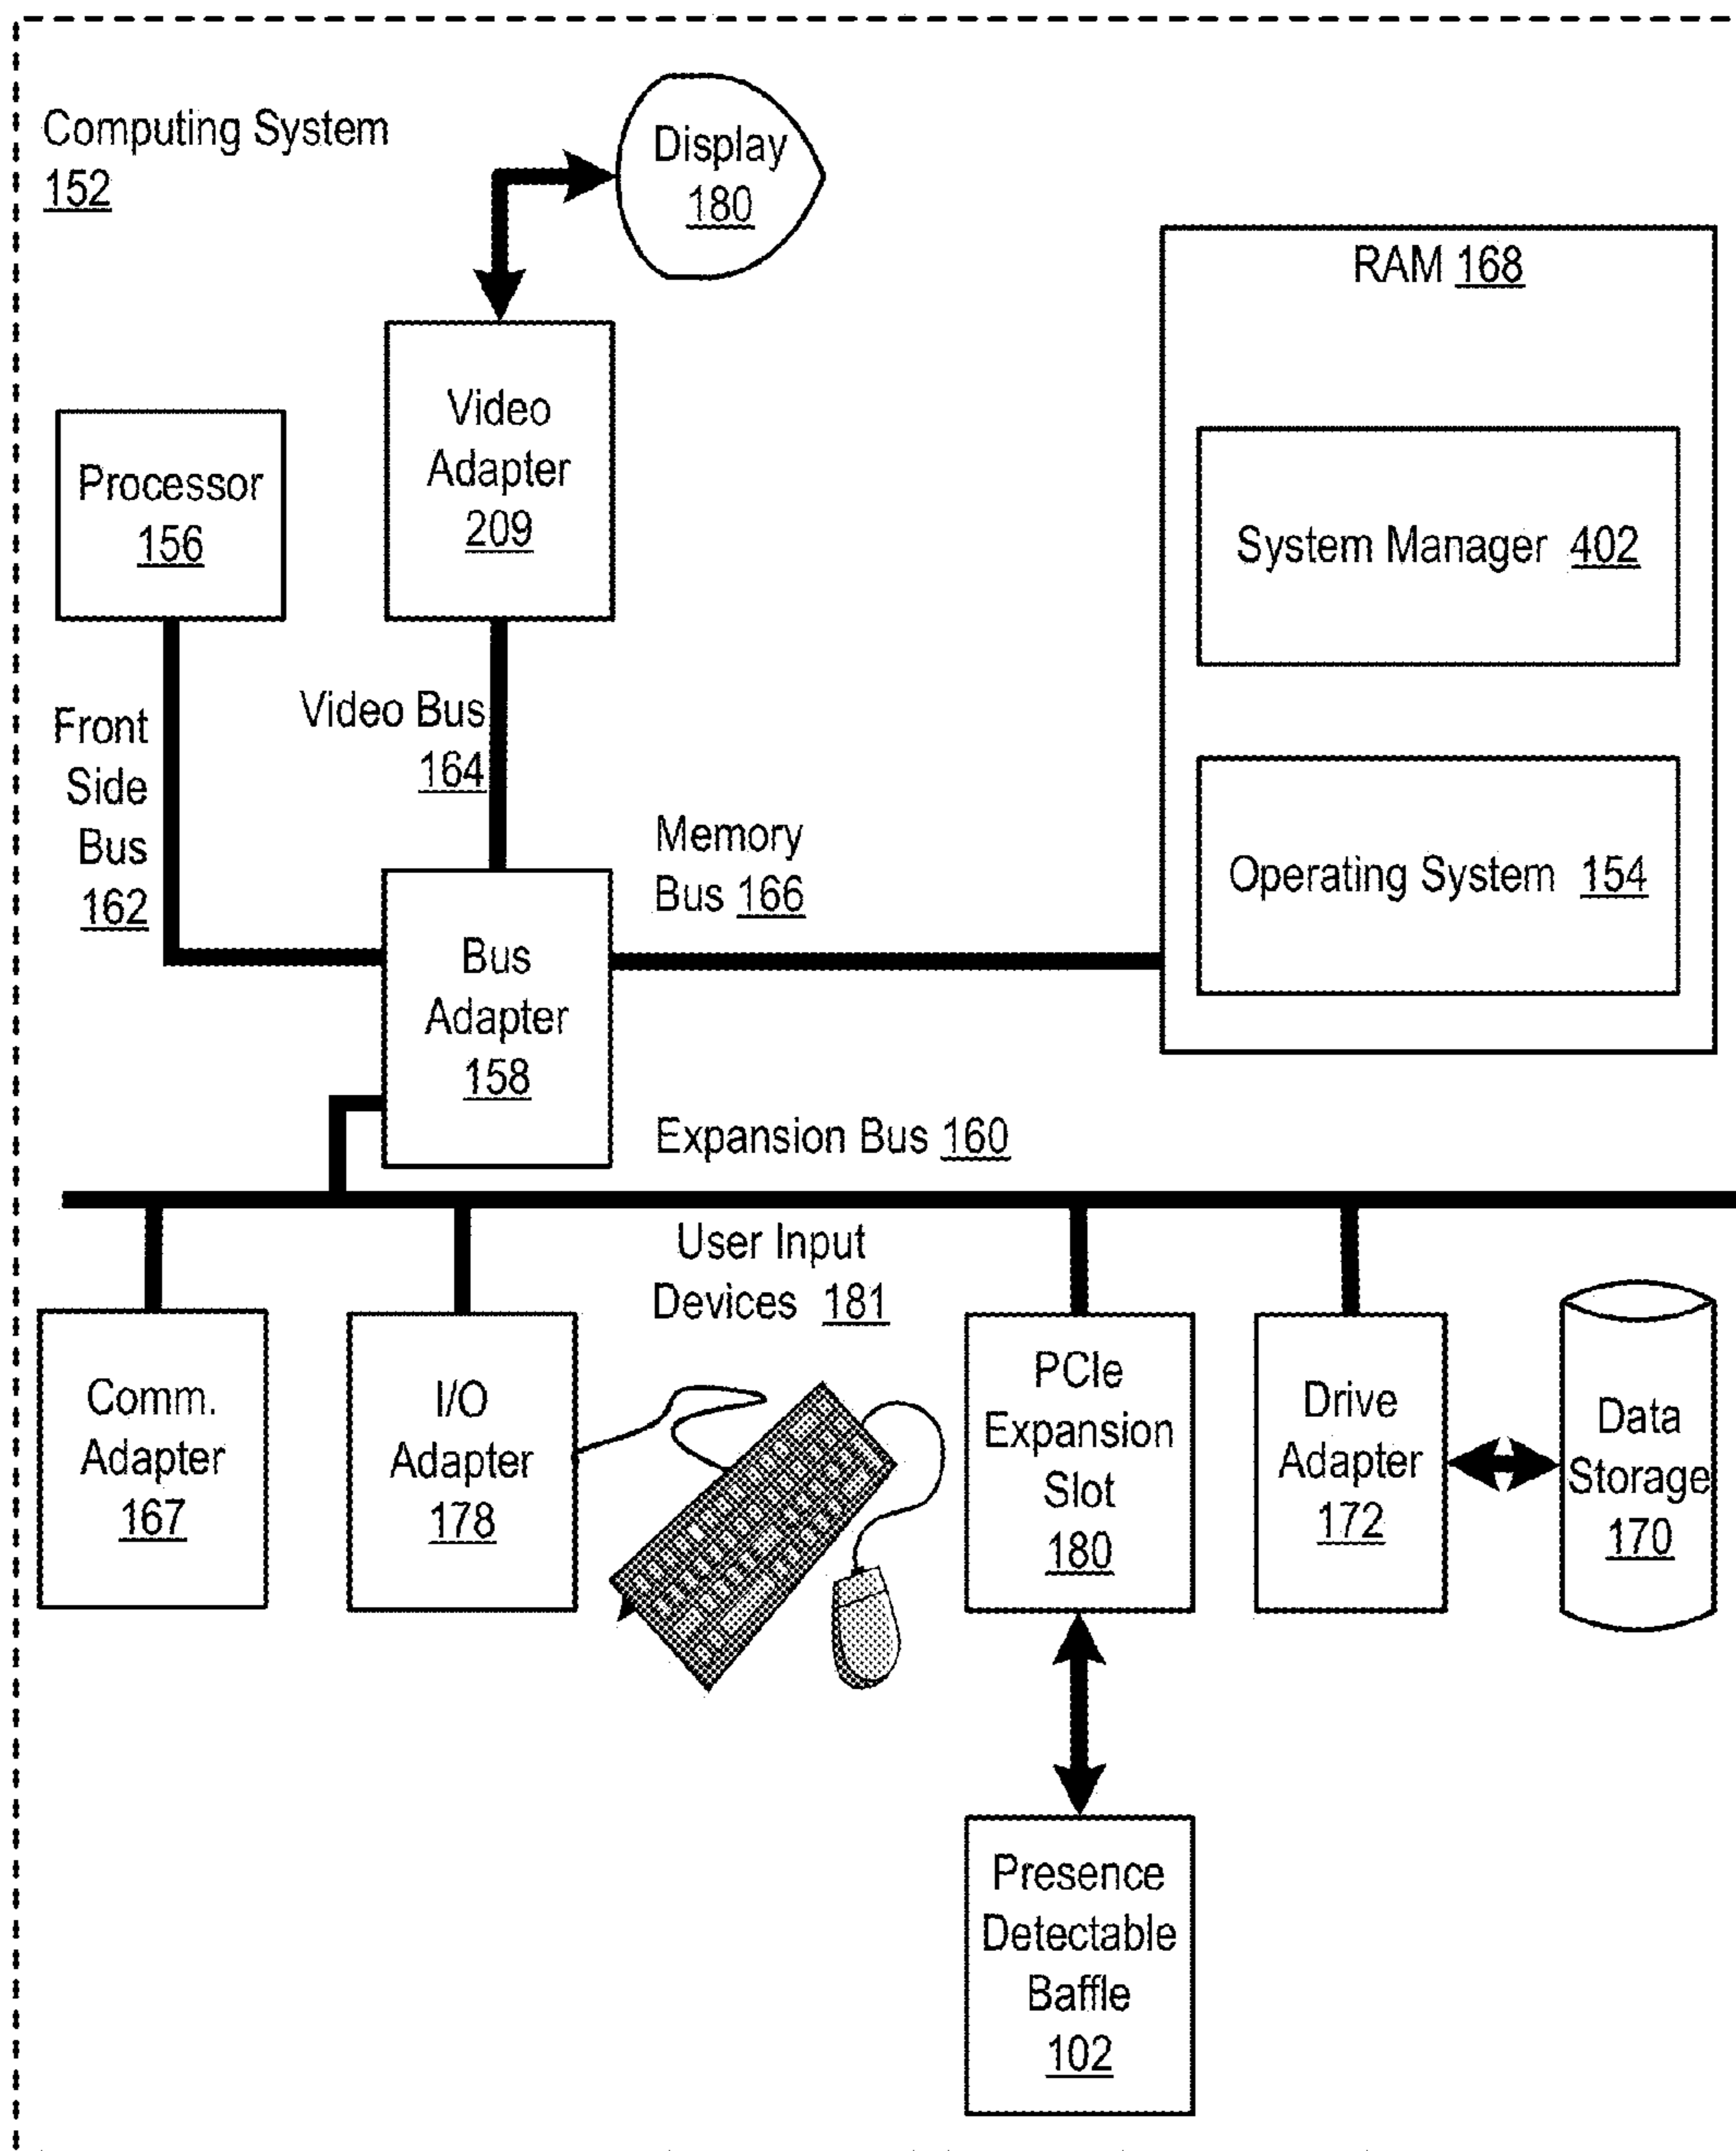 Computing System
152
Display
180
RAM 168
Video
Adapter
209
Processor
156
System Manager 402
Front
Side
Bus
162
Video Bus
164
Memory
Bus 166
Operating System 154
Bus
Adapter
158
Expansion Bus 160
User Input
Devices 181
Comm.
Adapter
167
I/O
Adapter
178
PCIe
Expansion
Slot
180
Drive
Adapter
172
Data
Storage
170
Presence
Detectable
Baffle
102